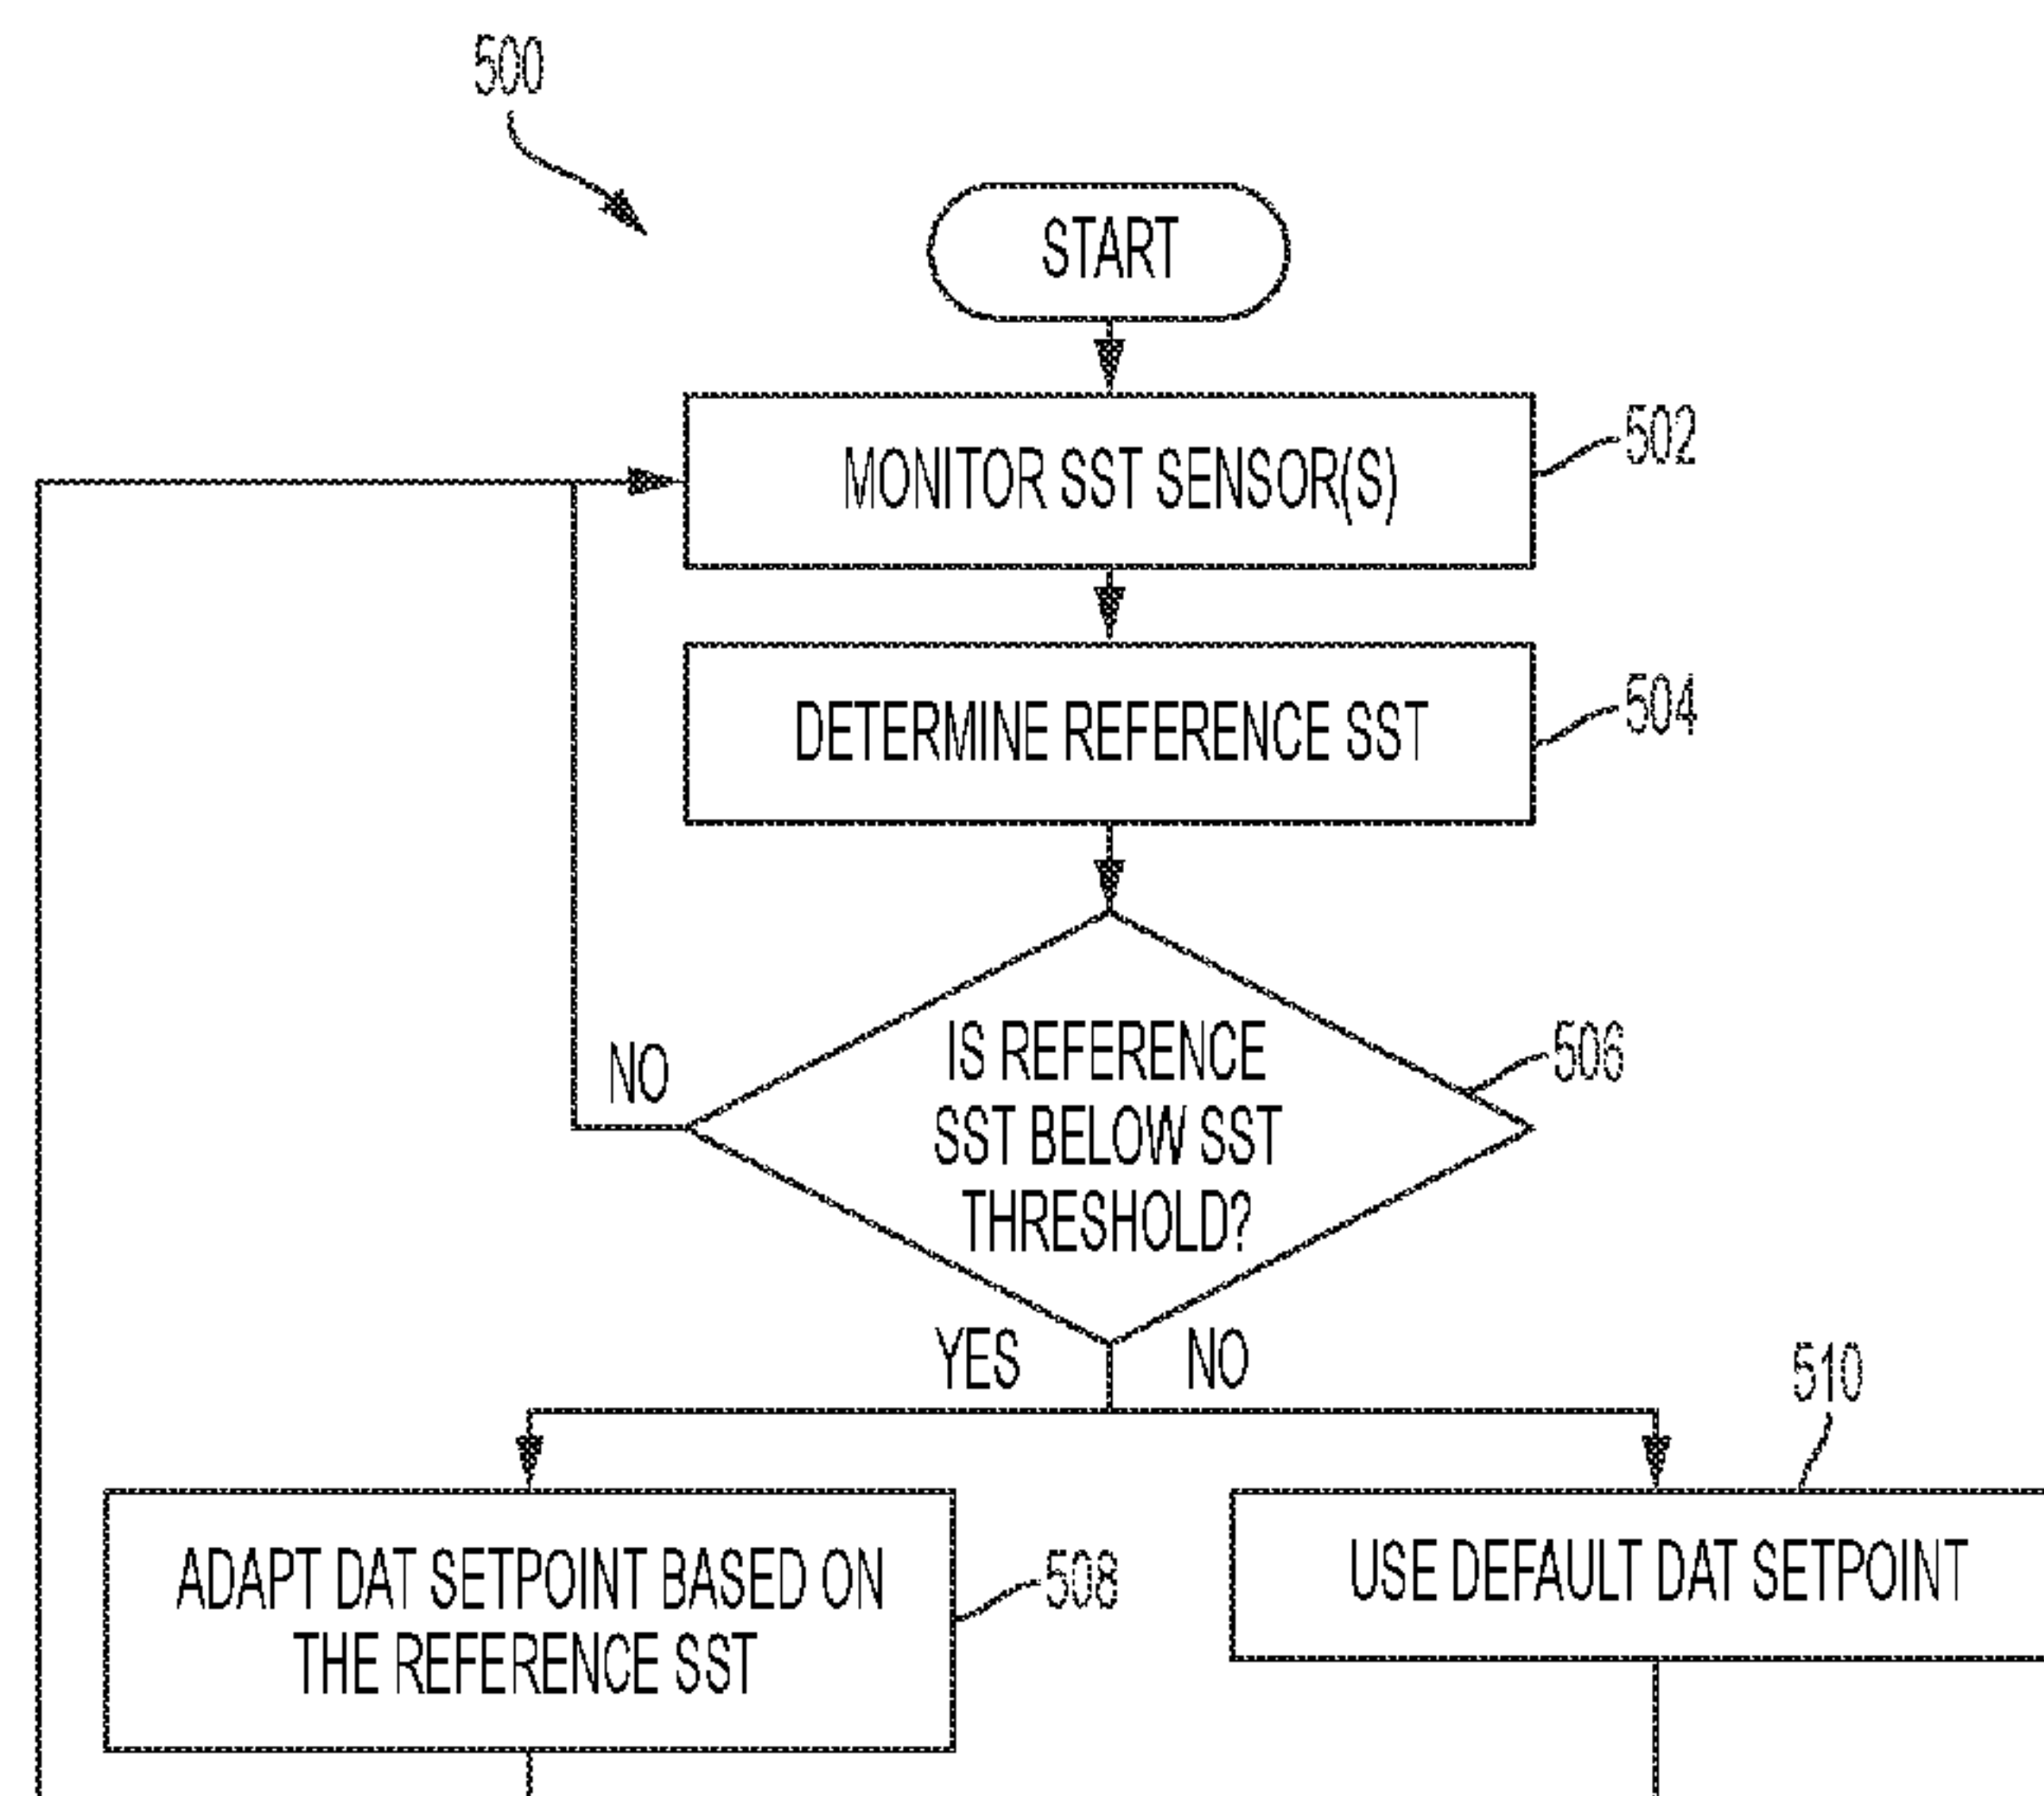 500
START
MONITOR SST SENSOR(S)
502
DETERMINE REFERENCE SST
504
IS REFERENCE
SST BELOW SST
THRESHOLD?
506
NO
YES
NO
510
ADAPT DAT SETPOINT BASED ON
THE REFERENCE SST
508
USE DEFAULT DAT SETPOINT